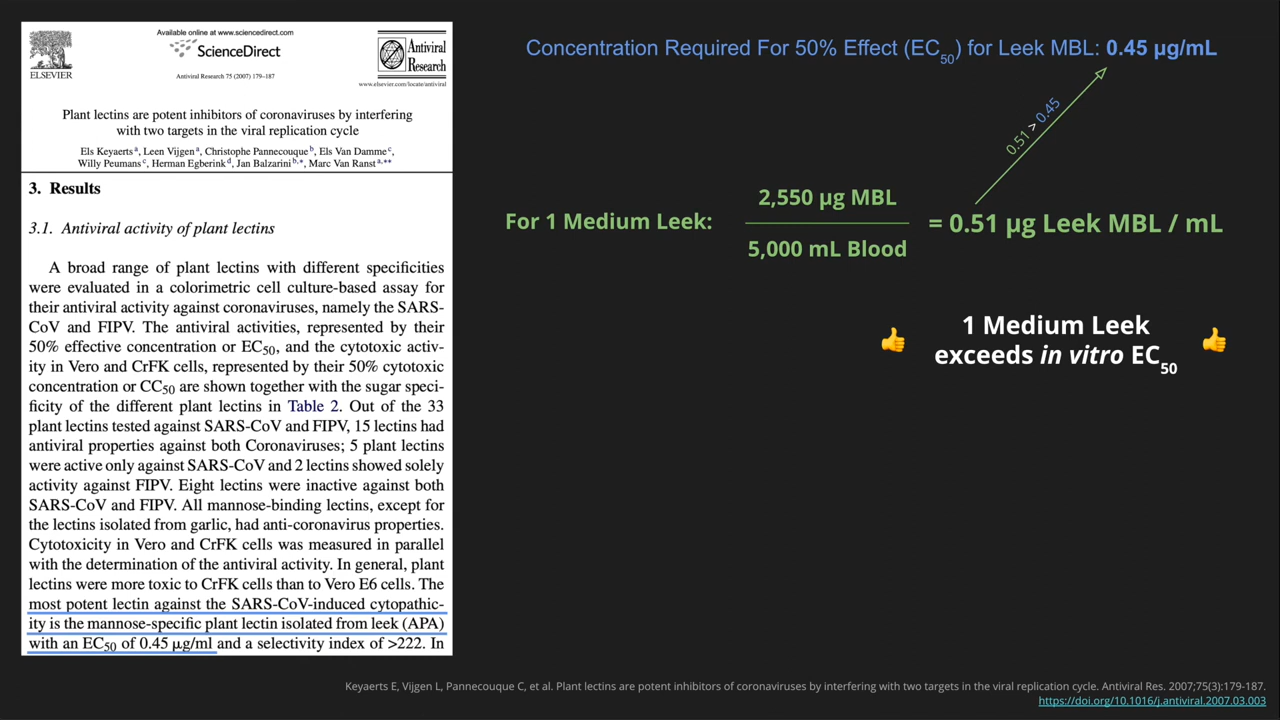 Available online at www.sciencedirect.com
ScienceDirect
ELSEVIER
Antiviral Research 75 (2007) 179–187
Antiviral
Research
www.elsevier.com/locate/antiviral
Plant lectins are potent inhibitors of coronaviruses by interfering
with two targets in the viral replication cycle
Els Keyaerts a, Leen Vijgen a, Christophe Pannecouque b, Els Van Damme c,
Willy Peumans c, Herman Egberink d, Jan Balzarini b,*, Marc Van Ranst a,**
3. Results
3.1. Antiviral activity of plant lectins
A broad range of plant lectins with different specificities
were evaluated in a colorimetric cell culture-based assay for
their antiviral activity against coronaviruses, namely the SARS-
CoV and FIPV. The antiviral activities, represented by their
50% effective concentration or EC50, and the cytotoxic activ-
ity in Vero and CrFK cells, represented by their 50% cytotoxic
concentration or CC50 are shown together with the sugar speci-
ficity of the different plant lectins in Table 2. Out of the 33
plant lectins tested against SARS-CoV and FIPV, 15 lectins had
antiviral properties against both Coronaviruses; 5 plant lectins
were active only against SARS-CoV and 2 lectins showed solely
activity against FIPV. Eight lectins were inactive against both
SARS-CoV and FIPV. All mannose-binding lectins, except for
the lectins isolated from garlic, had anti-coronavirus properties.
Cytotoxicity in Vero and CrFK cells was measured in parallel
with the determination of the antiviral activity. In general, plant
lectins were more toxic to CrFK cells than to Vero E6 cells. The
most potent lectin against the SARS-CoV-induced cytopathic-
ity is the mannose-specific plant lectin isolated from leek (APA)
with an EC50 of 0.45 µg/ml and a selectivity index of >222. In
Concentration Required For 50% Effect (EC50) for Leek MBL: 0.45 µg/mL
0.51 > 0.45
For 1 Medium Leek:
2,550 µg MBL
5,000 mL Blood
= 0.51 µg Leek MBL / mL
👍 1 Medium Leek 👍
exceeds in vitro EC50
Keyaerts E, Vijgen L, Pannecouque C, et al. Plant lectins are potent inhibitors of coronaviruses by interfering with two targets in the viral replication cycle. Antiviral Res. 2007;75(3):179-187.
https://doi.org/10.1016/j.antiviral.2007.03.003